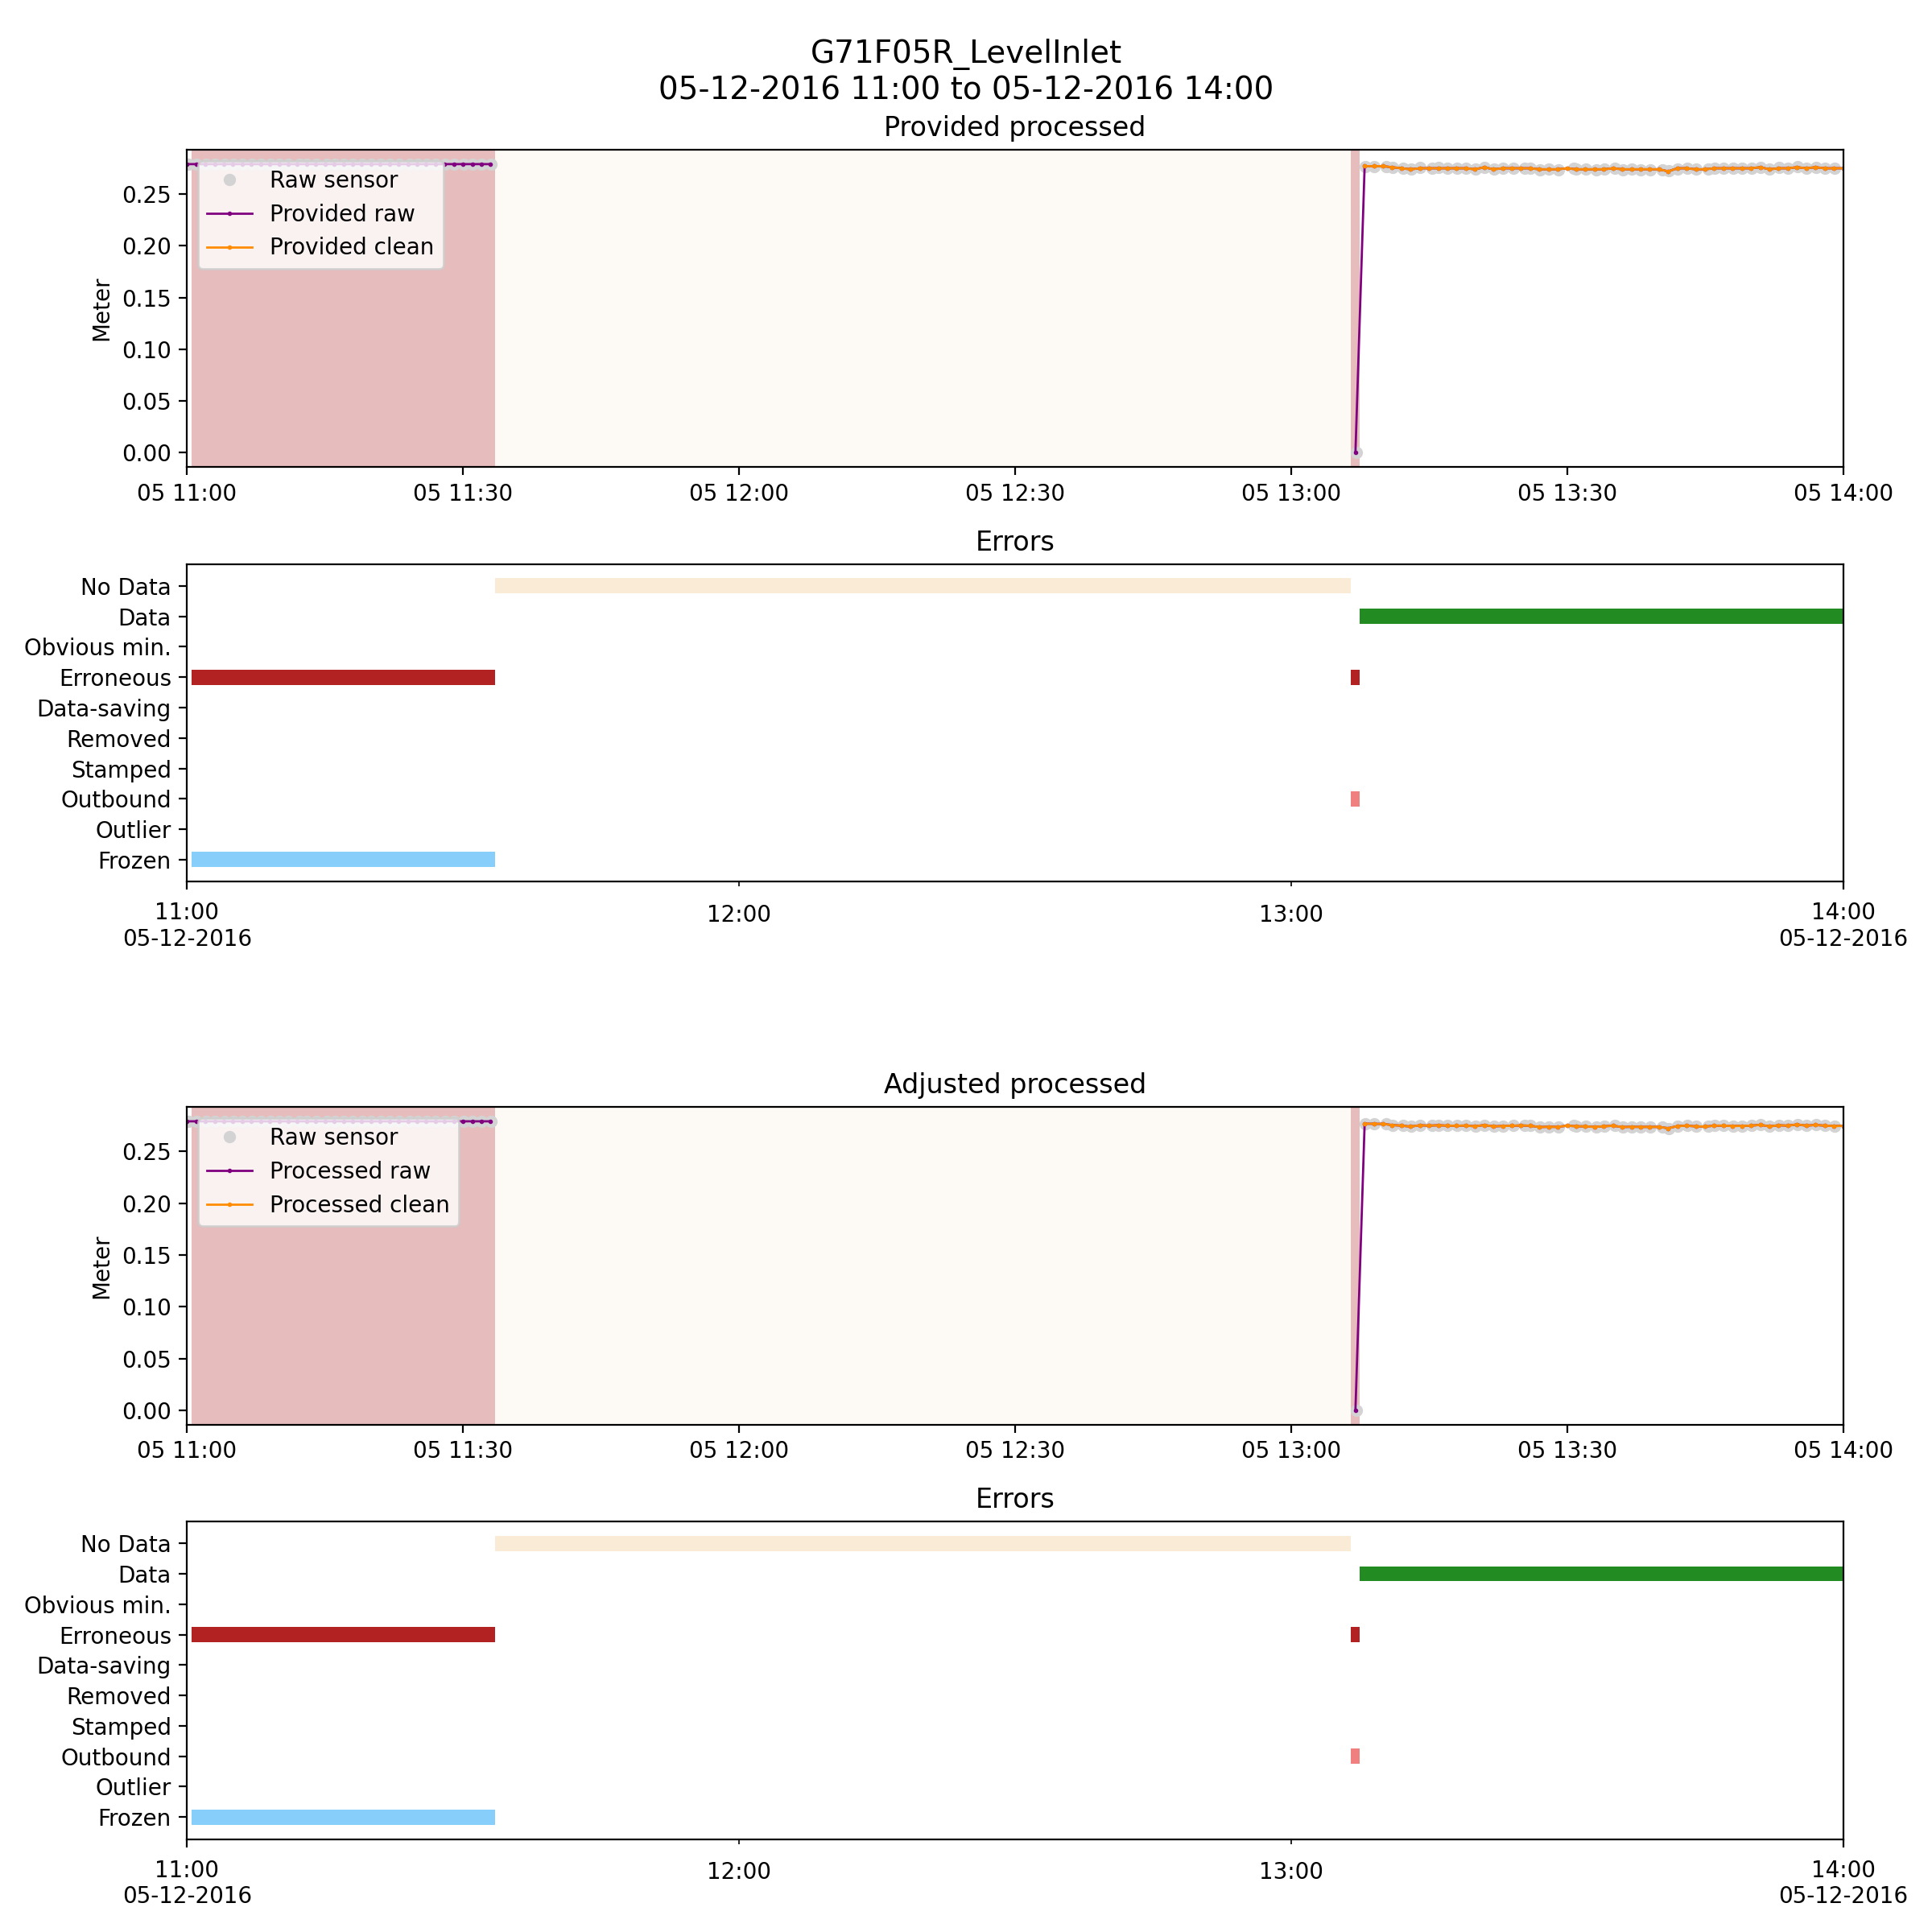 G71F05R_LevelInlet
05-12-2016 11:00 to 05-12-2016 14:00
Provided processed
Meter
0.25
0.20
0.15
0.10
0.05
0.00
Raw sensor
Provided raw
Provided clean
05 11:00 05 11:30 05 12:00 05 12:30 05 13:00 05 13:30 05 14:00
Errors
No Data
Data
Obvious min.
Erroneous
Data-saving
Removed
Stamped
Outbound
Outlier
Frozen
11:00 12:00 13:00 14:00
05-12-2016 05-12-2016
Adjusted processed
Meter
0.25
0.20
0.15
0.10
0.05
0.00
Raw sensor
Processed raw
Processed clean
05 11:00 05 11:30 05 12:00 05 12:30 05 13:00 05 13:30 05 14:00
Errors
No Data
Data
Obvious min.
Erroneous
Data-saving
Removed
Stamped
Outbound
Outlier
Frozen
11:00 12:00 13:00 14:00
05-12-2016 05-12-2016